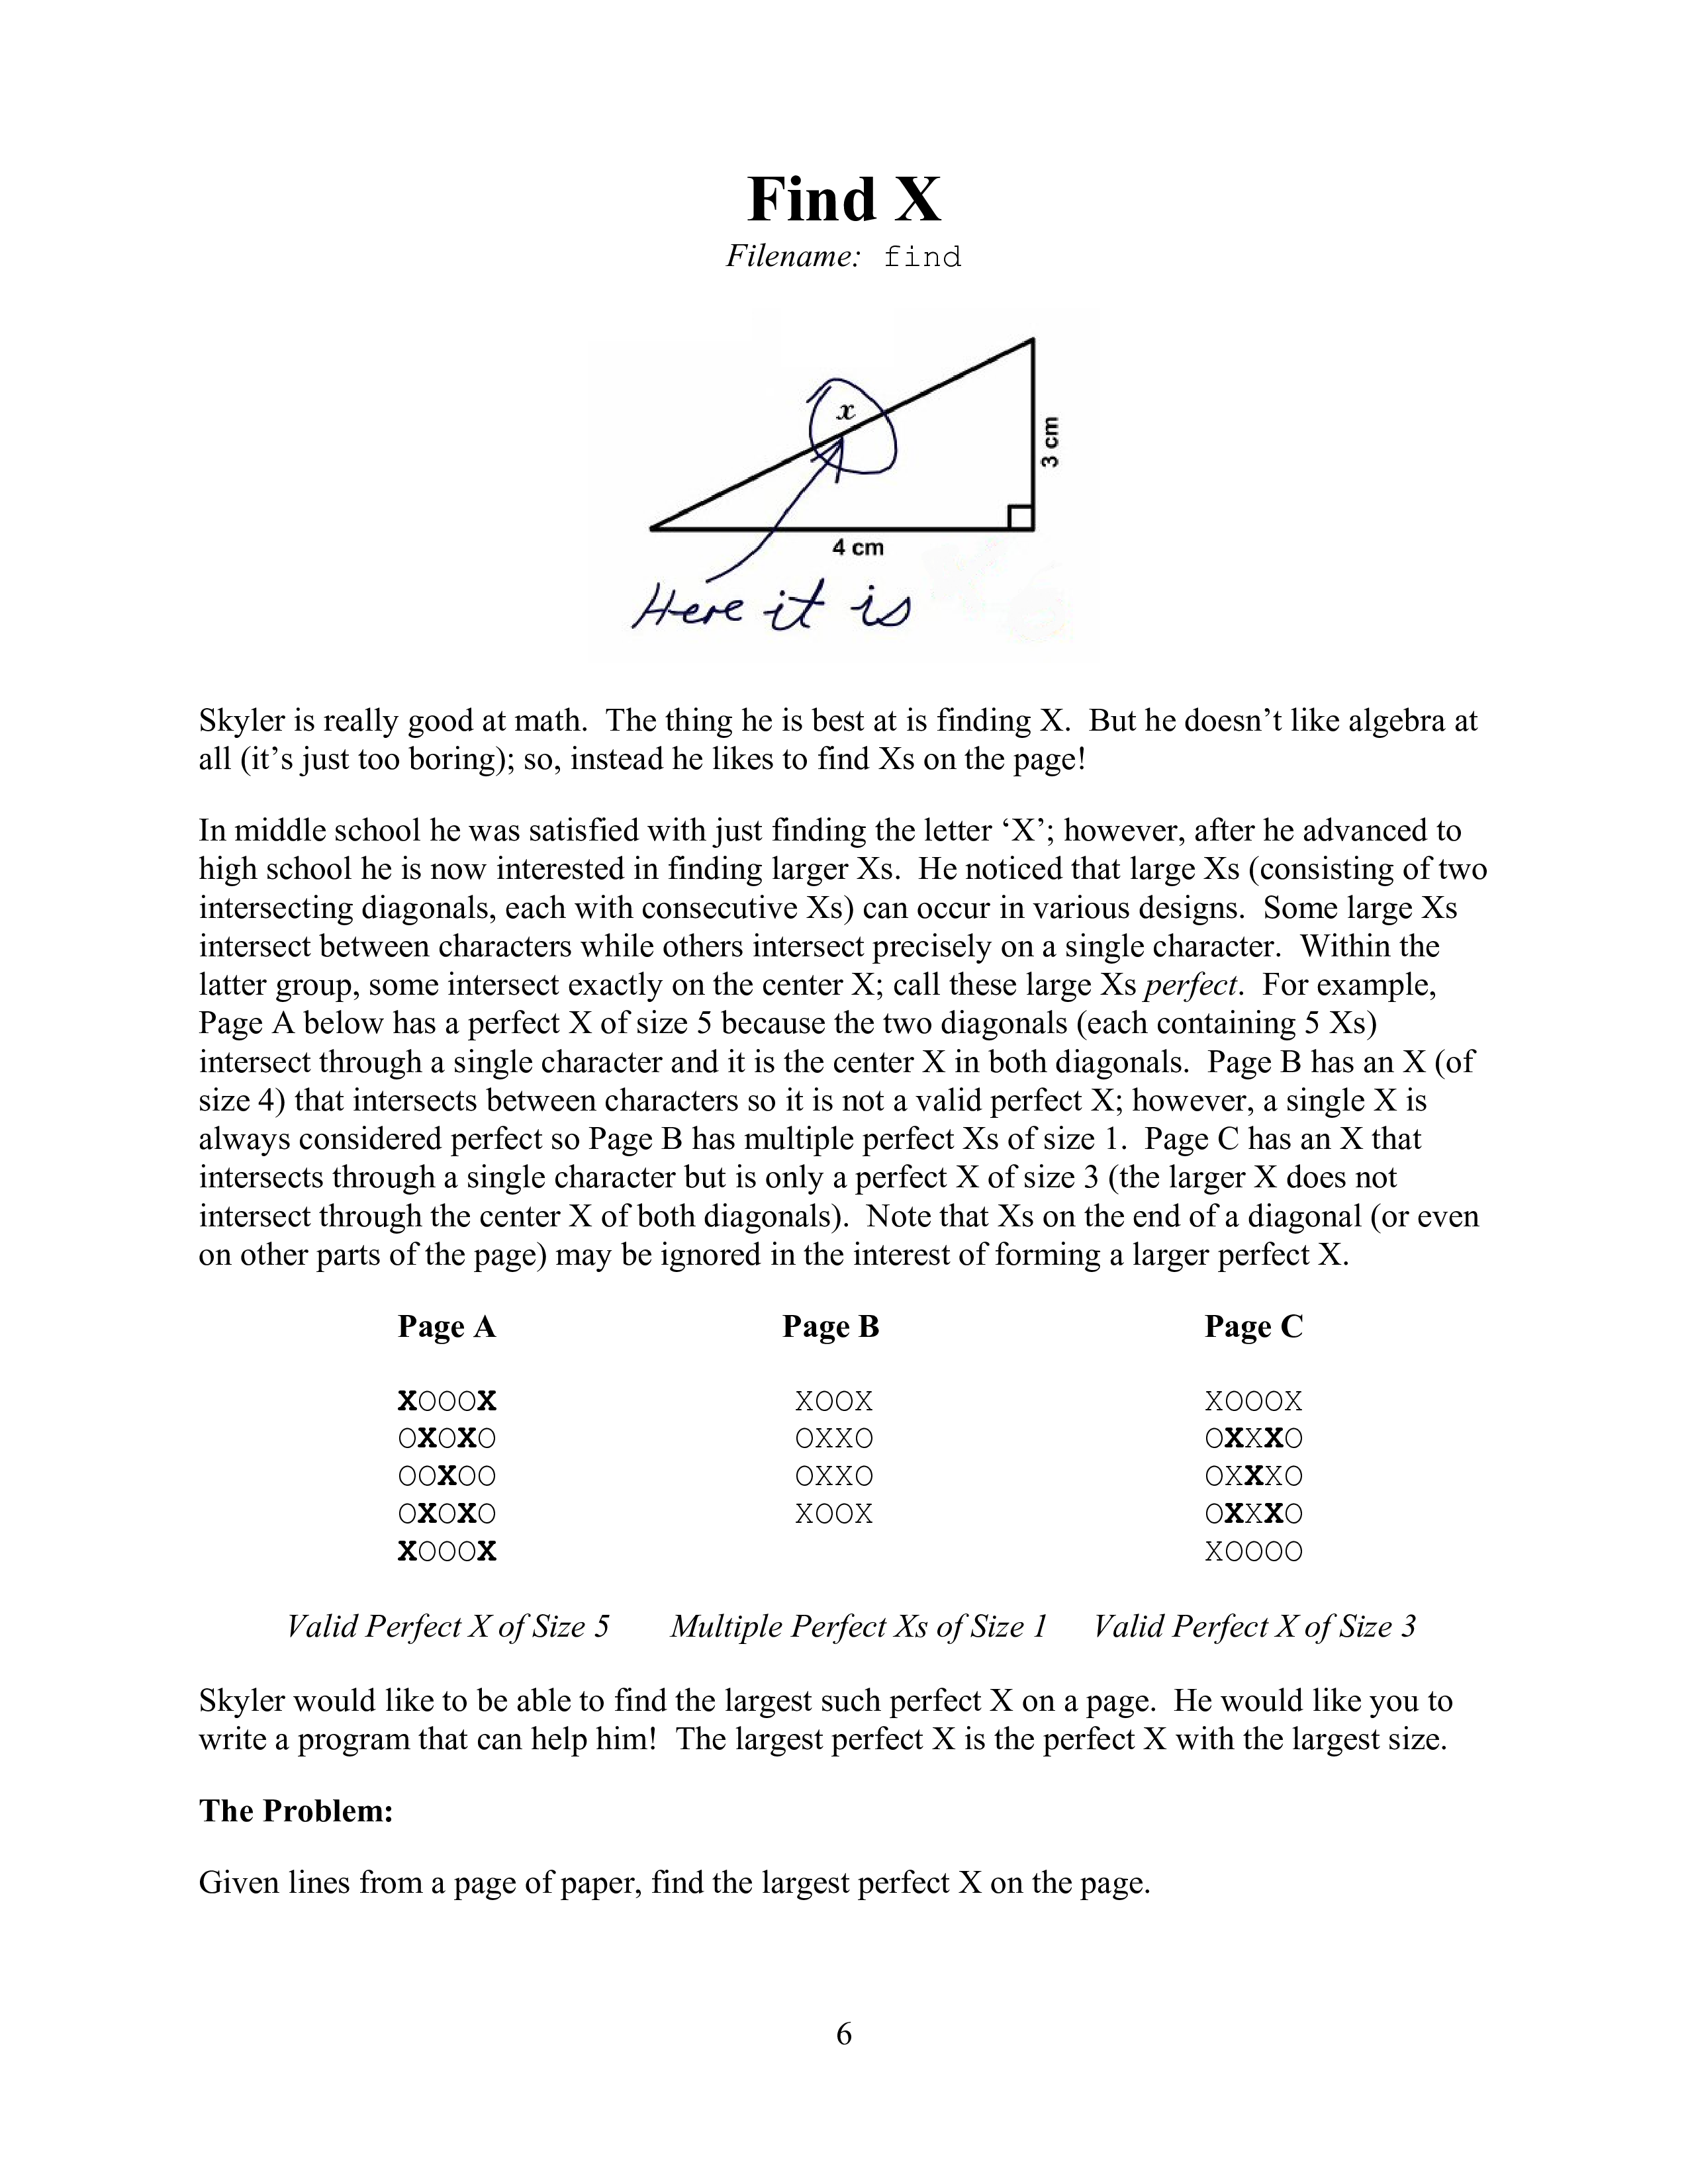 Find X
Filename: find
x
3 cm
4 cm
Here it is
Skyler is really good at math. The thing he is best at is finding X. But he doesn’t like algebra at
all (it’s just too boring); so, instead he likes to find Xs on the page!
In middle school he was satisfied with just finding the letter ‘X’; however, after he advanced to
high school he is now interested in finding larger Xs. He noticed that large Xs (consisting of two
intersecting diagonals, each with consecutive Xs) can occur in various designs. Some large Xs
intersect between characters while others intersect precisely on a single character. Within the
latter group, some intersect exactly on the center X; call these large Xs perfect. For example,
Page A below has a perfect X of size 5 because the two diagonals (each containing 5 Xs)
intersect through a single character and it is the center X in both diagonals. Page B has an X (of
size 4) that intersects between characters so it is not a valid perfect X; however, a single X is
always considered perfect so Page B has multiple perfect Xs of size 1. Page C has an X that
intersects through a single character but is only a perfect X of size 3 (the larger X does not
intersect through the center X of both diagonals). Note that Xs on the end of a diagonal (or even
on other parts of the page) may be ignored in the interest of forming a larger perfect X.
Page A Page B Page C
XOOOX XOOX XOOOX
OXOXO OXXO OXXXO
OOXOO OXXO OXXXO
OXOXO XOOX OXXXO
XOOOX XOOOO
Valid Perfect X of Size 5 Multiple Perfect Xs of Size 1 Valid Perfect X of Size 3
Skyler would like to be able to find the largest such perfect X on a page. He would like you to
write a program that can help him! The largest perfect X is the perfect X with the largest size.
The Problem:
Given lines from a page of paper, find the largest perfect X on the page.
6